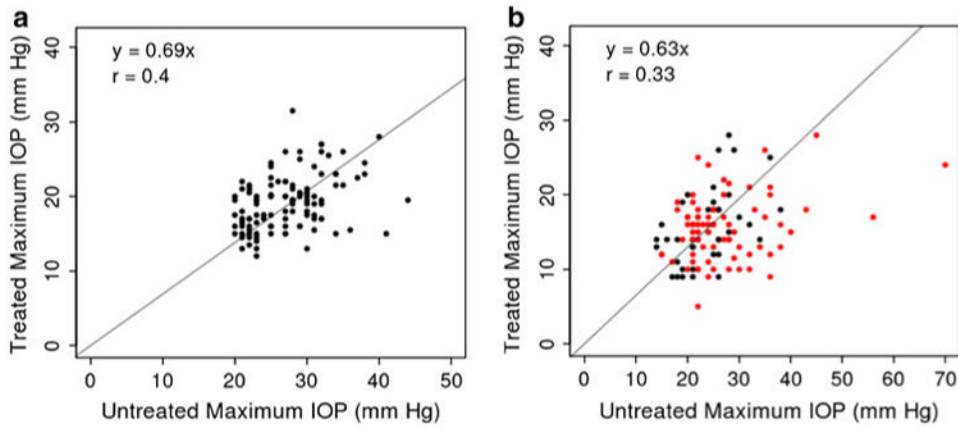 a
y = 0.69x
r = 0.4
Treated Maximum IOP (mm Hg)
40
30
20
10
0
0 10 20 30 40 50
Untreated Maximum IOP (mm Hg)
b
y = 0.63x
r = 0.33
Treated Maximum IOP (mm Hg)
40
30
20
10
0
0 10 20 30 40 50 60 70
Untreated Maximum IOP (mm Hg)